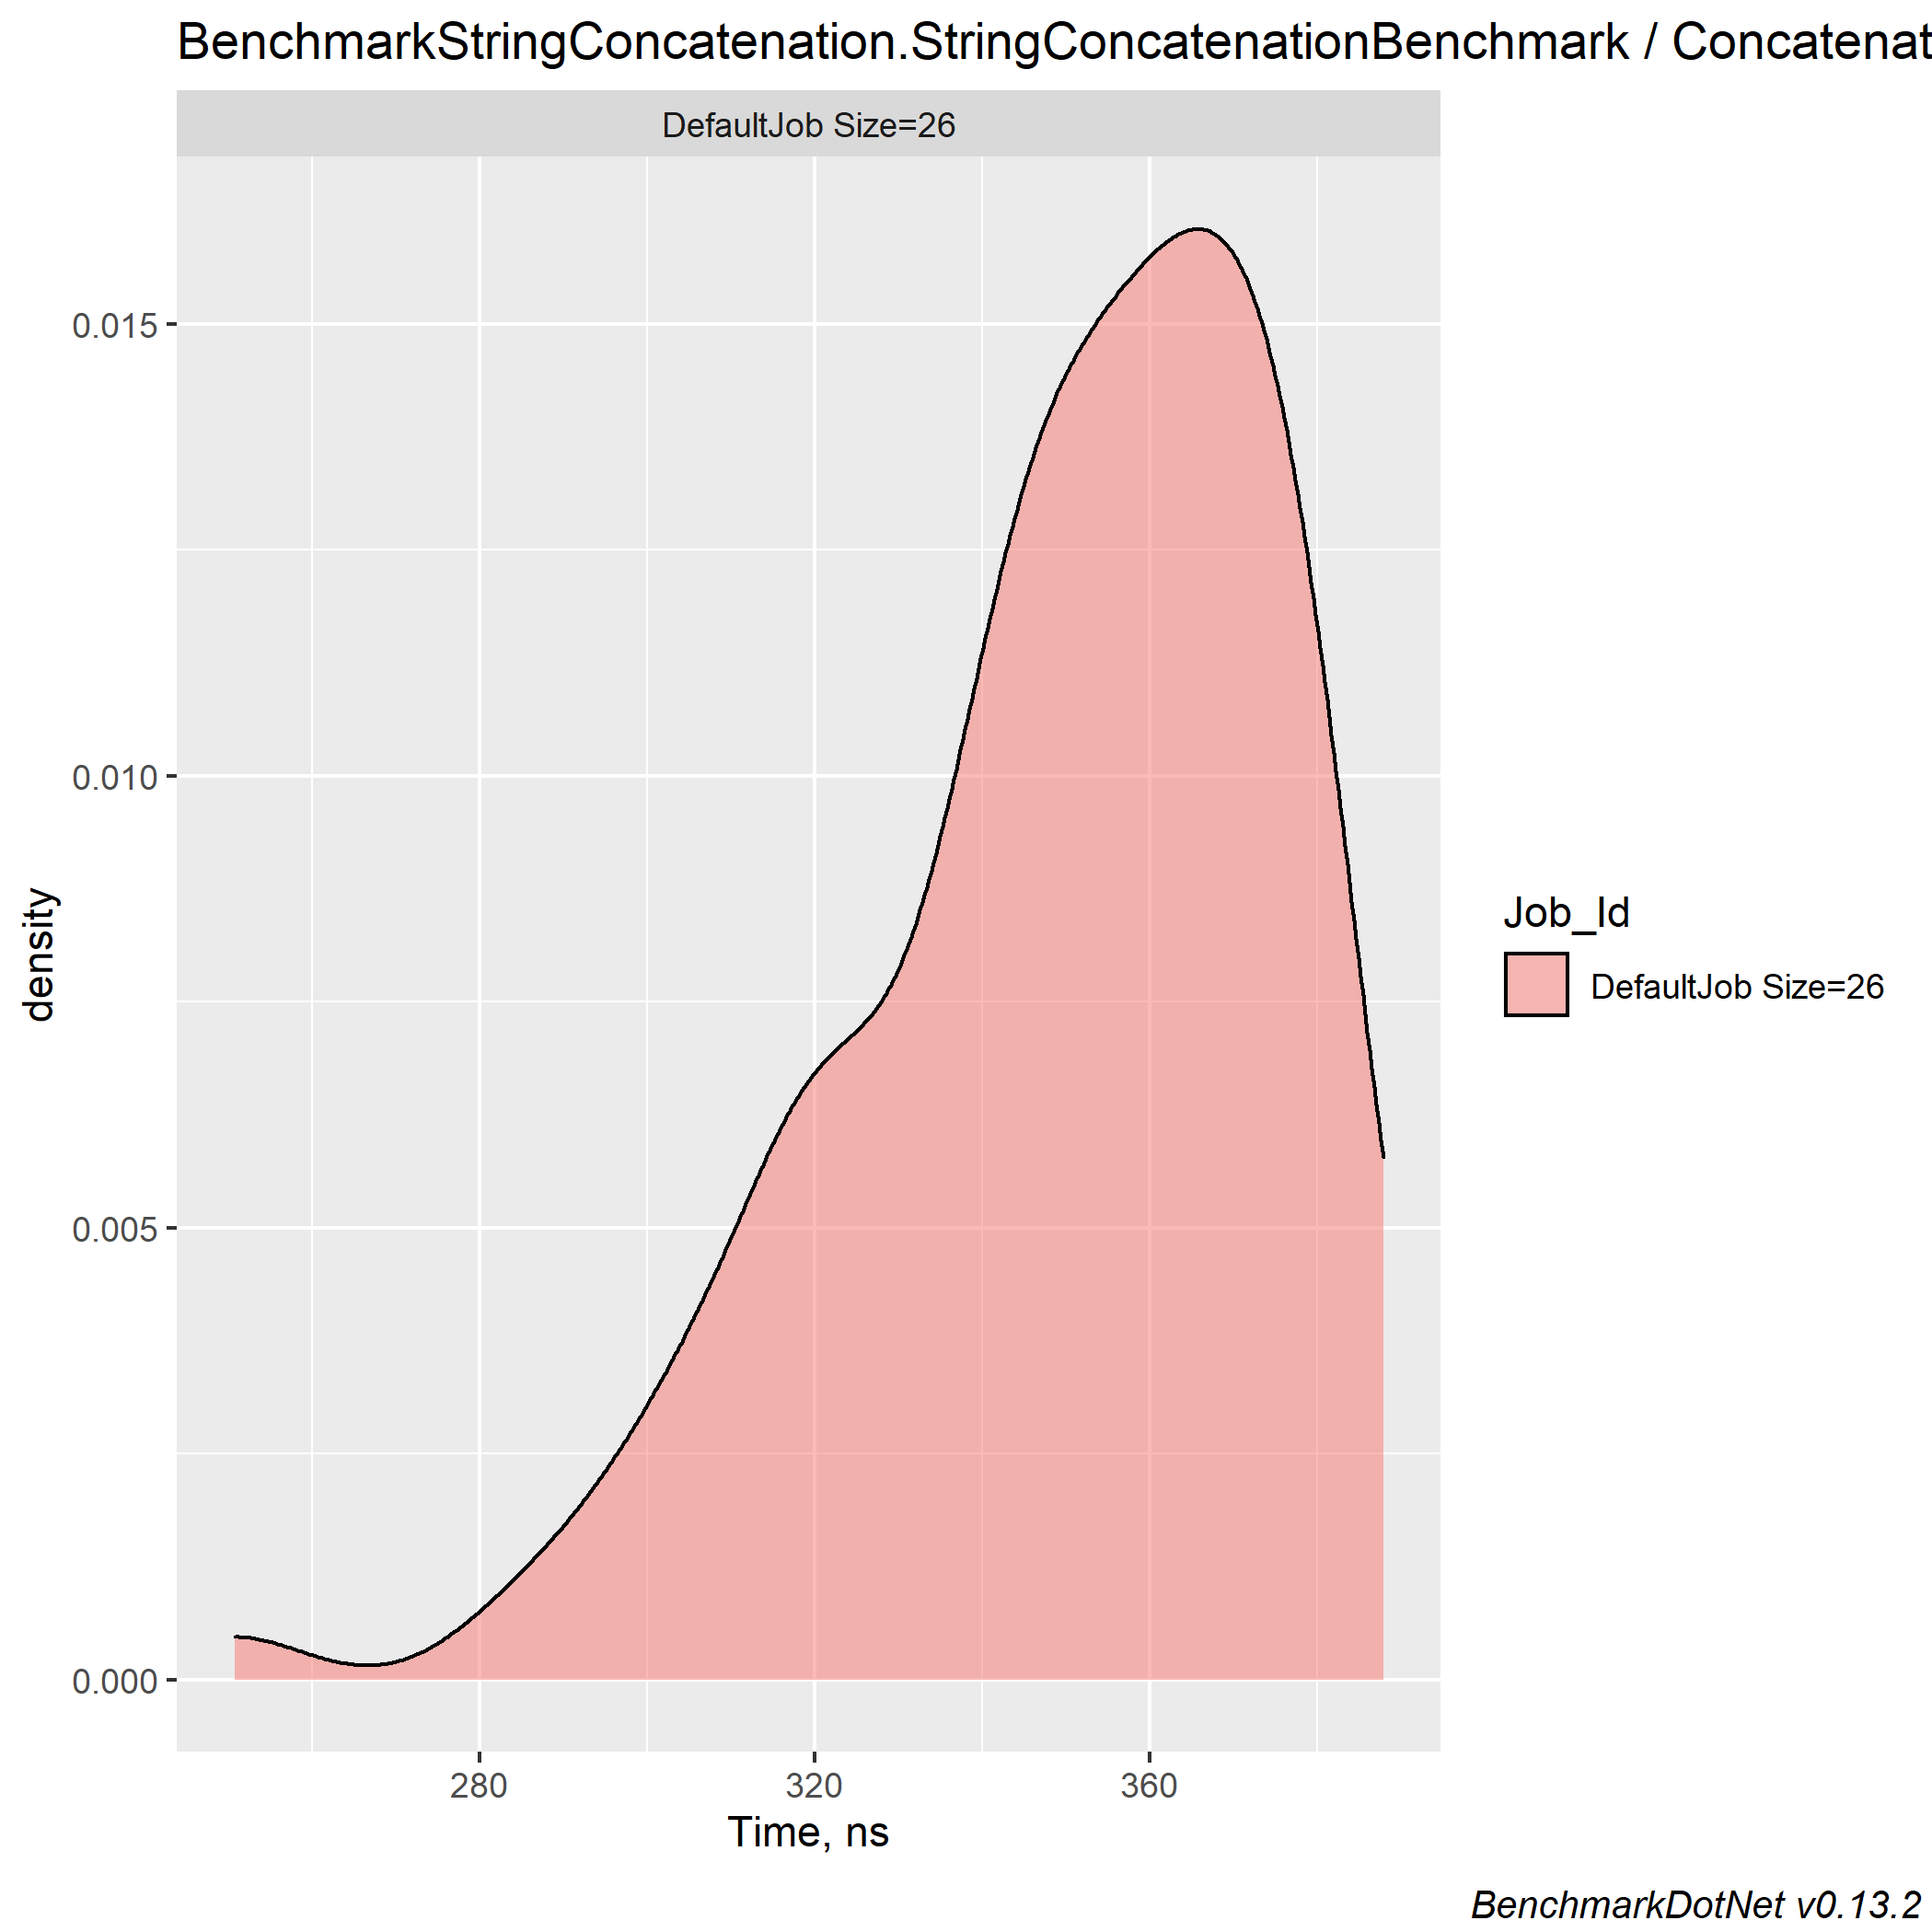 BenchmarkStringConcatenation.StringConcatenationBenchmark / Concatenat
DefaultJob Size=26
0.015
0.010
0.005
0.000
density
280 320 360
Time, ns
Job_Id
DefaultJob Size=26
BenchmarkDotNet v0.13.2